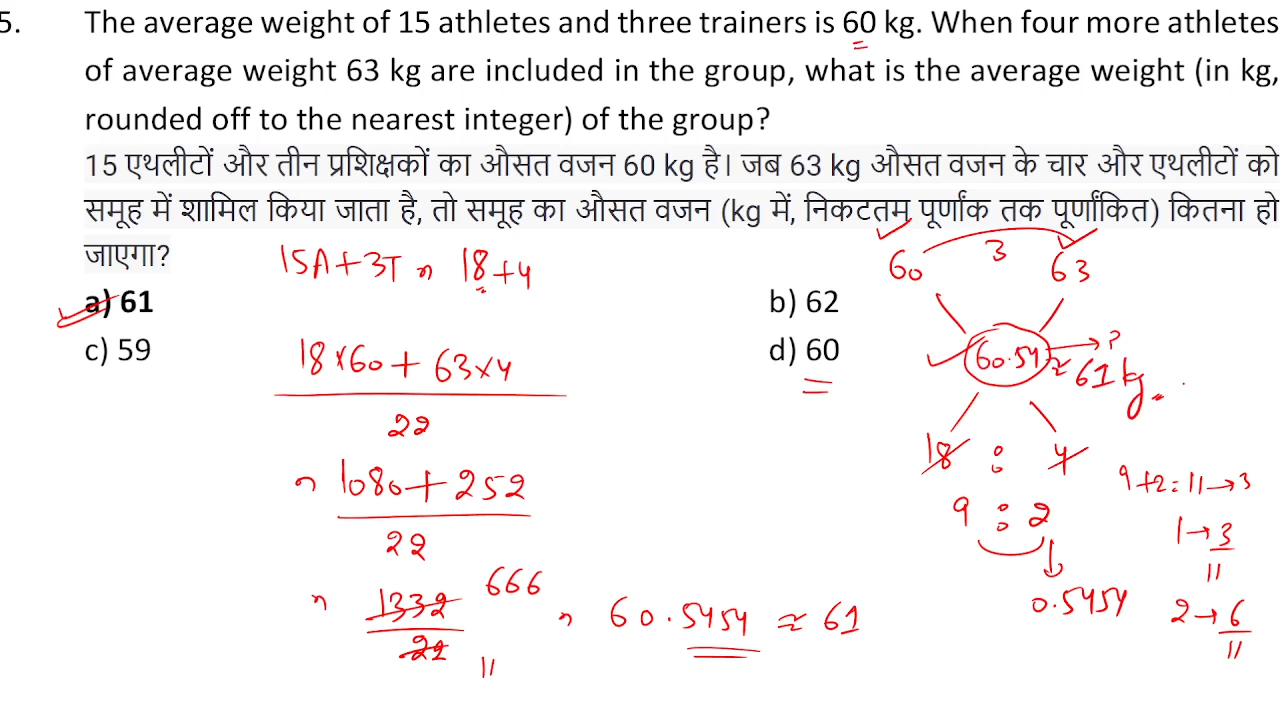 5. The average weight of 15 athletes and three trainers is 60 kg. When four more athletes
of average weight 63 kg are included in the group, what is the average weight (in kg,
rounded off to the nearest integer) of the group?
15 एथलीटों और तीन प्रशिक्षकों का औसत वजन 60 kg है। जब 63 kg औसत वजन के चार और एथलीटों को
समूह में शामिल किया जाता है, तो समूह का औसत वजन (kg में, निकटतम पूर्णांक तक पूर्णांकित) कितना हो
जाएगा?
a) 61
b) 62
c) 59
d) 60
15A+3T = 18+4
18×60 + 63×4
22
= 1080+252
22
= 1332 666
22 11
= 60.5454 ≈ 61
60 3 63
60.54 → ?
≈ 61 kg.
18 : 4
9 : 2
0.5454
9+2=11→3
1→3
11
2→6
11